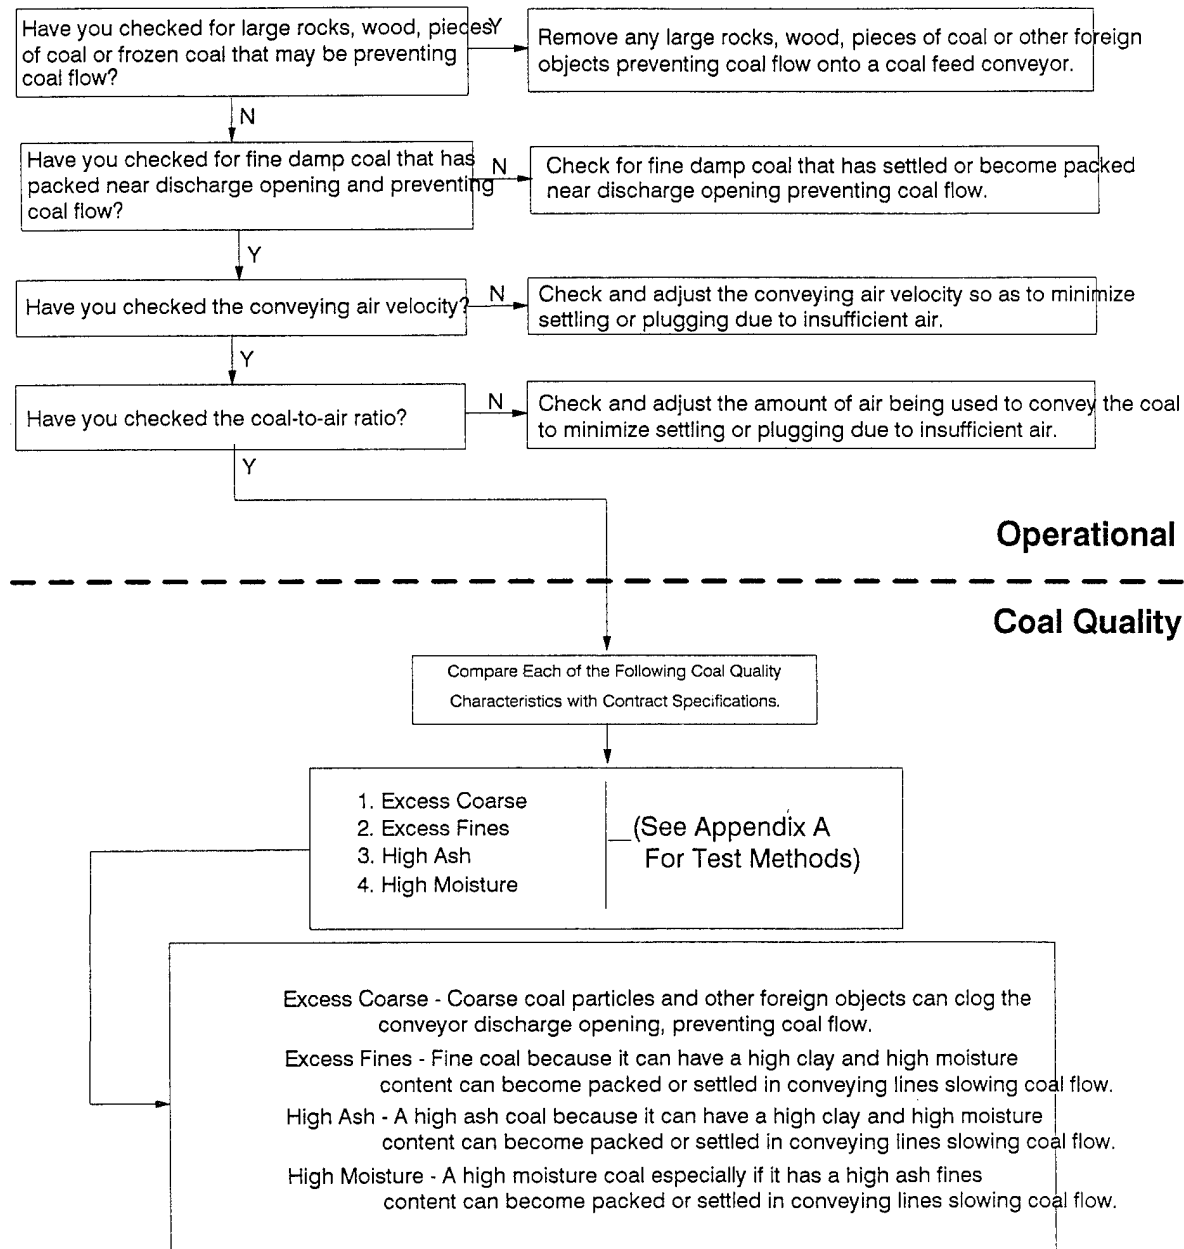 Have you checked for large rocks, wood, pieces
of coal or frozen coal that may be preventing
coal flow?
Y
Remove any large rocks, wood, pieces of coal or other foreign
objects preventing coal flow onto a coal feed conveyor.
N
Have you checked for fine damp coal that has
packed near discharge opening and preventing
coal flow?
N
Check for fine damp coal that has settled or become packed
near discharge opening preventing coal flow.
Y
Have you checked the conveying air velocity?
N
Check and adjust the conveying air velocity so as to minimize
settling or plugging due to insufficient air.
Y
Have you checked the coal-to-air ratio?
N
Check and adjust the amount of air being used to convey the coal
to minimize settling or plugging due to insufficient air.
Y
Operational
Coal Quality
Compare Each of the Following Coal Quality
Characteristics with Contract Specifications.
1. Excess Coarse
2. Excess Fines
3. High Ash
4. High Moisture
(See Appendix A
For Test Methods)
Excess Coarse - Coarse coal particles and other foreign objects can clog the
conveyor discharge opening, preventing coal flow.
Excess Fines - Fine coal because it can have a high clay and high moisture
content can become packed or settled in conveying lines slowing coal flow.
High Ash - A high ash coal because it can have a high clay and high moisture
content can become packed or settled in conveying lines slowing coal flow.
High Moisture - A high moisture coal especially if it has a high ash fines
content can become packed or settled in conveying lines slowing coal flow.